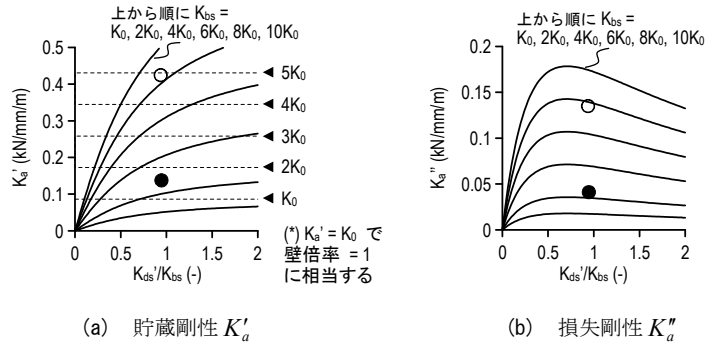 上から順に Kbs =
K0, 2K0, 4K0, 6K0, 8K0, 10K0
0.5
0.4
0.3
0.2
0.1
0
Ka' (kN/mm/m)
5K0
4K0
3K0
2K0
K0
0 0.5 1 1.5 2
Kds'/Kbs (-)
(*) Ka' = K0 で
壁倍率 =1
に相当する
(a) 貯蔵剛性 K'a
上から順に Kbs =
K0, 2K0, 4K0, 6K0, 8K0, 10K0
0.2
0.15
0.1
0.05
0
Ka'' (kN/mm/m)
0 0.5 1 1.5 2
Kds'/Kbs (-)
(b) 損失剛性 K''a